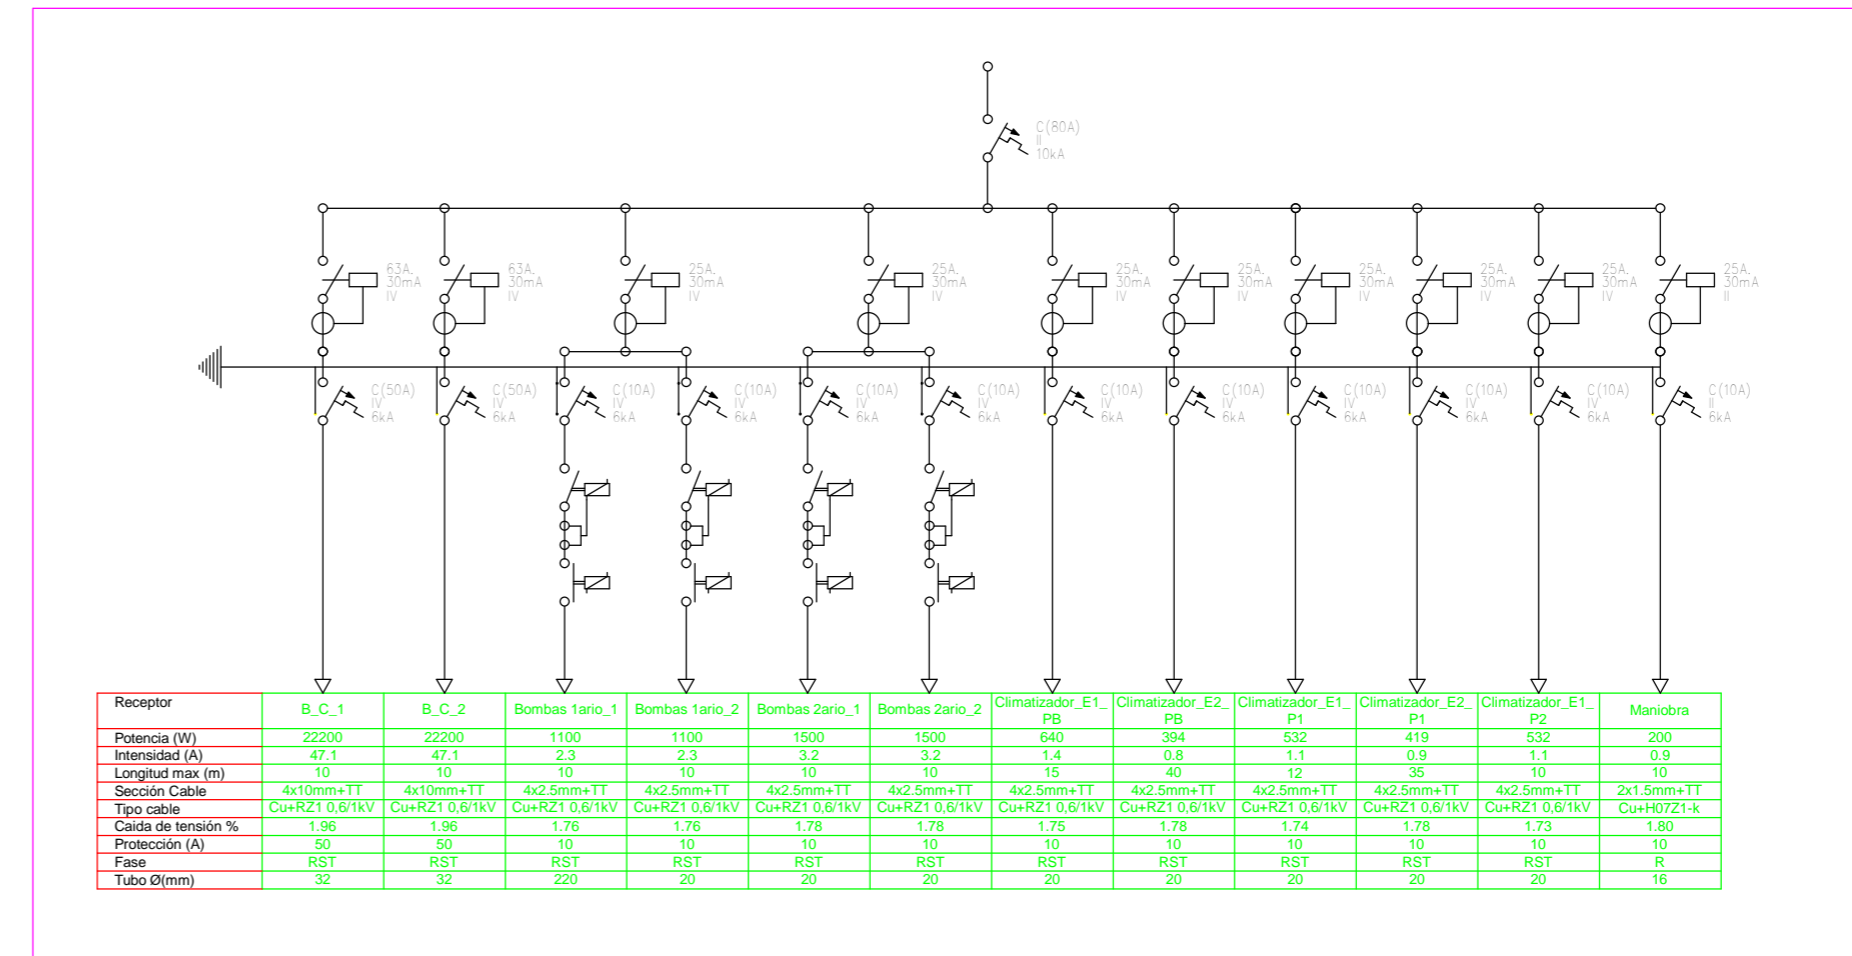 C(80A)
II
10kA
63A.
30mA
IV
63A.
30mA
IV
25A.
30mA
IV
25A.
30mA
IV
25A.
30mA
IV
25A.
30mA
IV
25A.
30mA
IV
25A.
30mA
IV
25A.
30mA
IV
25A.
30mA
II
C(50A)
IV
6kA
C(50A)
IV
6kA
C(10A)
IV
6kA
C(10A)
IV
6kA
C(10A)
IV
6kA
C(10A)
IV
6kA
C(10A)
IV
6kA
C(10A)
IV
6kA
C(10A)
IV
6kA
C(10A)
IV
6kA
C(10A)
IV
6kA
C(10A)
II
6kA
Receptor B_C_1 B_C_2 Bombas 1ario_1 Bombas 1ario_2 Bombas 2ario_1 Bombas 2ario_2 Climatizador_E1_PB Climatizador_E2_PB Climatizador_E1_P1 Climatizador_E2_P1 Climatizador_E1_P2 Maniobra
Potencia (W) 22200 22200 1100 1100 1500 1500 640 394 532 419 532 200
Intensidad (A) 47.1 47.1 2.3 2.3 3.2 3.2 1.4 0.8 1.1 0.9 1.1 0.9
Longitud max (m) 10 10 10 10 10 10 15 40 12 35 10 10
Sección Cable 4x10mm+TT 4x10mm+TT 4x2.5mm+TT 4x2.5mm+TT 4x2.5mm+TT 4x2.5mm+TT 4x2.5mm+TT 4x2.5mm+TT 4x2.5mm+TT 4x2.5mm+TT 4x2.5mm+TT 2x1.5mm+TT
Tipo cable Cu+RZ1 0,6/1kV Cu+RZ1 0,6/1kV Cu+RZ1 0,6/1kV Cu+RZ1 0,6/1kV Cu+RZ1 0,6/1kV Cu+RZ1 0,6/1kV Cu+RZ1 0,6/1kV Cu+RZ1 0,6/1kV Cu+RZ1 0,6/1kV Cu+RZ1 0,6/1kV Cu+RZ1 0,6/1kV Cu+H07Z1-k
Caida de tensión % 1.96 1.96 1.76 1.76 1.78 1.78 1.75 1.78 1.74 1.78 1.73 1.80
Protección (A) 50 50 10 10 10 10 10 10 10 10 10 10
Fase RST RST RST RST RST RST RST RST RST RST RST R
Tubo Ø(mm) 32 32 220 20 20 20 20 20 20 20 20 16